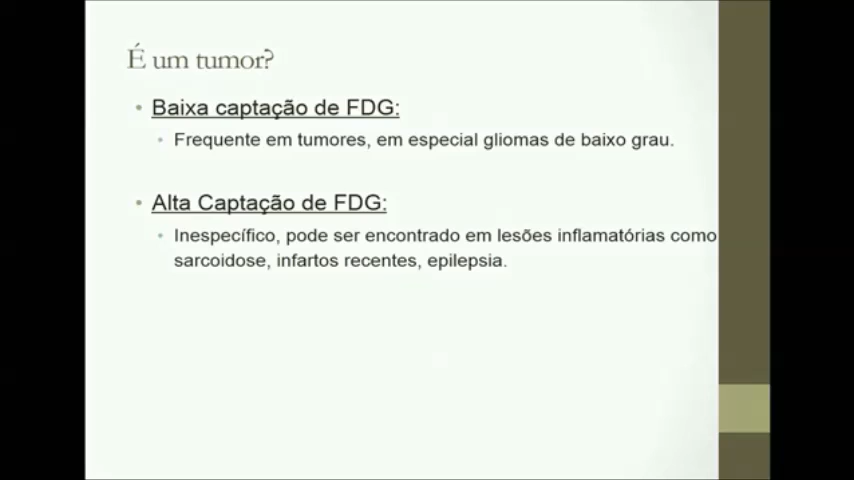 É um tumor?
• Baixa captação de FDG:
• Frequente em tumores, em especial gliomas de baixo grau.
• Alta Captação de FDG:
• Inespecífico, pode ser encontrado em lesões inflamatórias como
sarcoidose, infartos recentes, epilepsia.